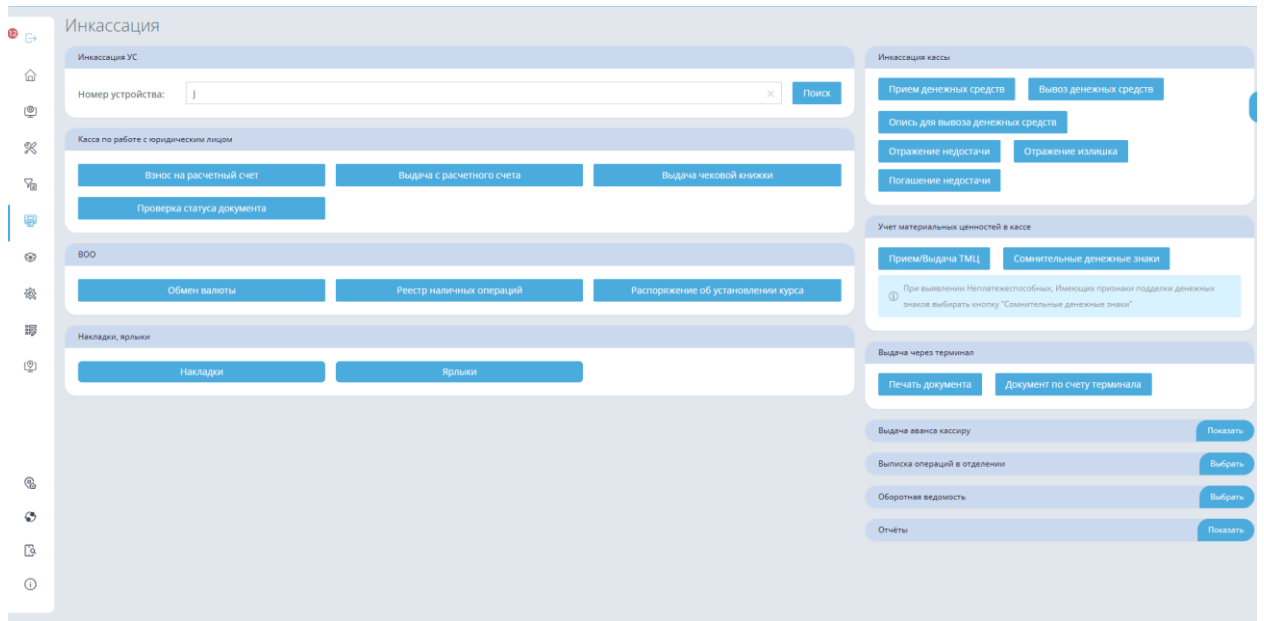 12
Инкассация
Инкассация УС
Номер устройства:
J
Поиск
Касса по работе с юридическим лицом
Взнос на расчетный счет
Выдача с расчетного счета
Выдача чековой книжки
Проверка статуса документа
ВОО
Обмен валюты
Реестр наличных операций
Распоряжение об установлении курса
Накладки, ярлыки
Накладки
Ярлыки
Инкассация кассы
Прием денежных средств
Вывоз денежных средств
Опись для вывоза денежных средств
Отражение недостачи
Отражение излишка
Погашение недостачи
Учет материальных ценностей в кассе
Прием/Выдача ТМЦ
Сомнительные денежные знаки
При выявлении Неплатежеспособных, Имеющих признаки подделки денежных
знаков выбирать кнопку "Сомнительные денежные знаки"
Выдача через терминал
Печать документа
Документ по счету терминала
Выдача аванса кассиру
Показать
Выписка операций в отделении
Выбрать
Оборотная ведомость
Выбрать
Отчёты
Показать